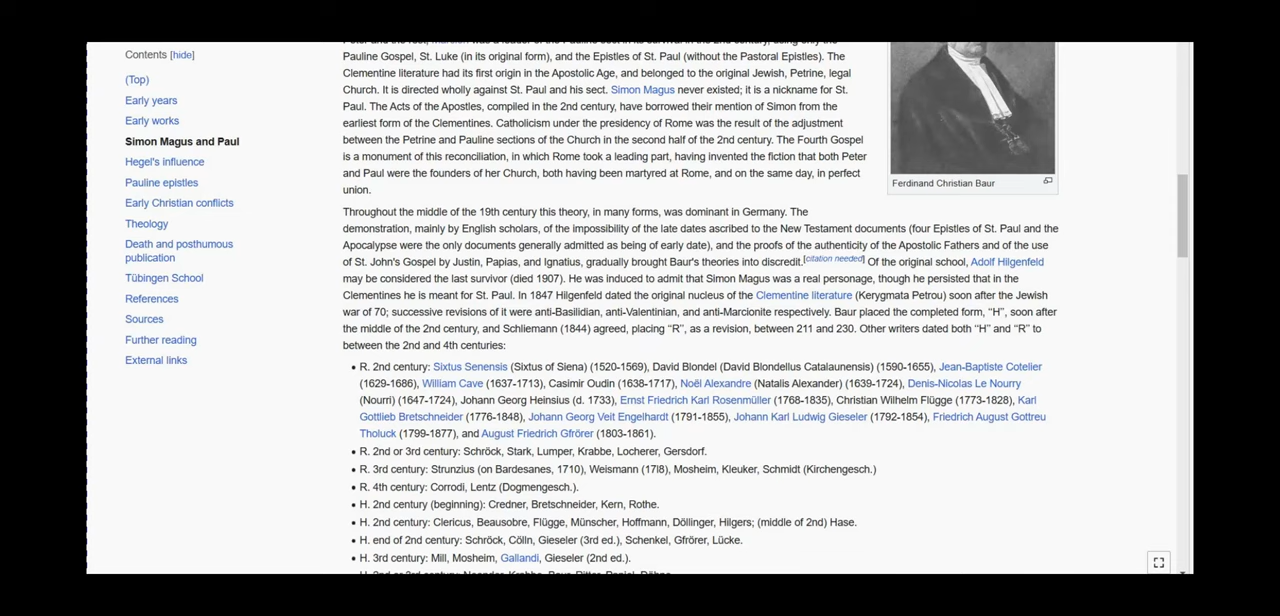 Contents [hide]
(Top)
Early years
Early works
Simon Magus and Paul
Hegel's influence
Pauline epistles
Early Christian conflicts
Theology
Death and posthumous
publication
Tübingen School
References
Sources
Further reading
External links
Pauline Gospel, St. Luke (in its original form), and the Epistles of St. Paul (without the Pastoral Epistles). The
Clementine literature had its first origin in the Apostolic Age, and belonged to the original Jewish, Petrine, legal
Church. It is directed wholly against St. Paul and his sect. Simon Magus never existed; it is a nickname for St.
Paul. The Acts of the Apostles, compiled in the 2nd century, have borrowed their mention of Simon from the
earliest form of the Clementines. Catholicism under the presidency of Rome was the result of the adjustment
between the Petrine and Pauline sections of the Church in the second half of the 2nd century. The Fourth Gospel
is a monument of this reconciliation, in which Rome took a leading part, having invented the fiction that both Peter
and Paul were the founders of her Church, both having been martyred at Rome, and on the same day, in perfect
union.
Ferdinand Christian Baur
Throughout the middle of the 19th century this theory, in many forms, was dominant in Germany. The
demonstration, mainly by English scholars, of the impossibility of the late dates ascribed to the New Testament documents (four Epistles of St. Paul and the
Apocalypse were the only documents generally admitted as being of early date), and the proofs of the authenticity of the Apostolic Fathers and of the use
of St. John's Gospel by Justin, Papias, and Ignatius, gradually brought Baur's theories into discredit.[citation needed] Of the original school, Adolf Hilgenfeld
may be considered the last survivor (died 1907). He was induced to admit that Simon Magus was a real personage, though he persisted that in the
Clementines he is meant for St. Paul. In 1847 Hilgenfeld dated the original nucleus of the Clementine literature (Kerygmata Petrou) soon after the Jewish
war of 70; successive revisions of it were anti-Basilidian, anti-Valentinian, and anti-Marcionite respectively. Baur placed the completed form, "H", soon after
the middle of the 2nd century, and Schliemann (1844) agreed, placing "R", as a revision, between 211 and 230. Other writers dated both "H" and "R" to
between the 2nd and 4th centuries:
• R. 2nd century: Sixtus Senensis (Sixtus of Siena) (1520-1569), David Blondel (David Blondellus Catalaunensis) (1590-1655), Jean-Baptiste Cotelier
(1629-1686), William Cave (1637-1713), Casimir Oudin (1638-1717), Noël Alexandre (Natalis Alexander) (1639-1724), Denis-Nicolas Le Nourry
(Nourri) (1647-1724), Johann Georg Heinsius (d. 1733), Ernst Friedrich Karl Rosenmüller (1768-1835), Christian Wilhelm Flügge (1773-1828), Karl
Gottlieb Bretschneider (1776-1848), Johann Georg Veit Engelhardt (1791-1855), Johann Karl Ludwig Gieseler (1792-1854), Friedrich August Gottreu
Tholuck (1799-1877), and August Friedrich Gfrörer (1803-1861).
• R. 2nd or 3rd century: Schröck, Stark, Lumper, Krabbe, Locherer, Gersdorf.
• R. 3rd century: Strunzius (on Bardesanes, 1710), Weismann (17l8), Mosheim, Kleuker, Schmidt (Kirchengesch.)
• R. 4th century: Corrodi, Lentz (Dogmengesch.).
• H. 2nd century (beginning): Credner, Bretschneider, Kern, Rothe.
• H. 2nd century: Clericus, Beausobre, Flügge, Münscher, Hoffmann, Döllinger, Hilgers; (middle of 2nd) Hase.
• H. end of 2nd century: Schröck, Cölln, Gieseler (3rd ed.), Schenkel, Gfrörer, Lücke.
• H. 3rd century: Mill, Mosheim, Gallandi, Gieseler (2nd ed.).